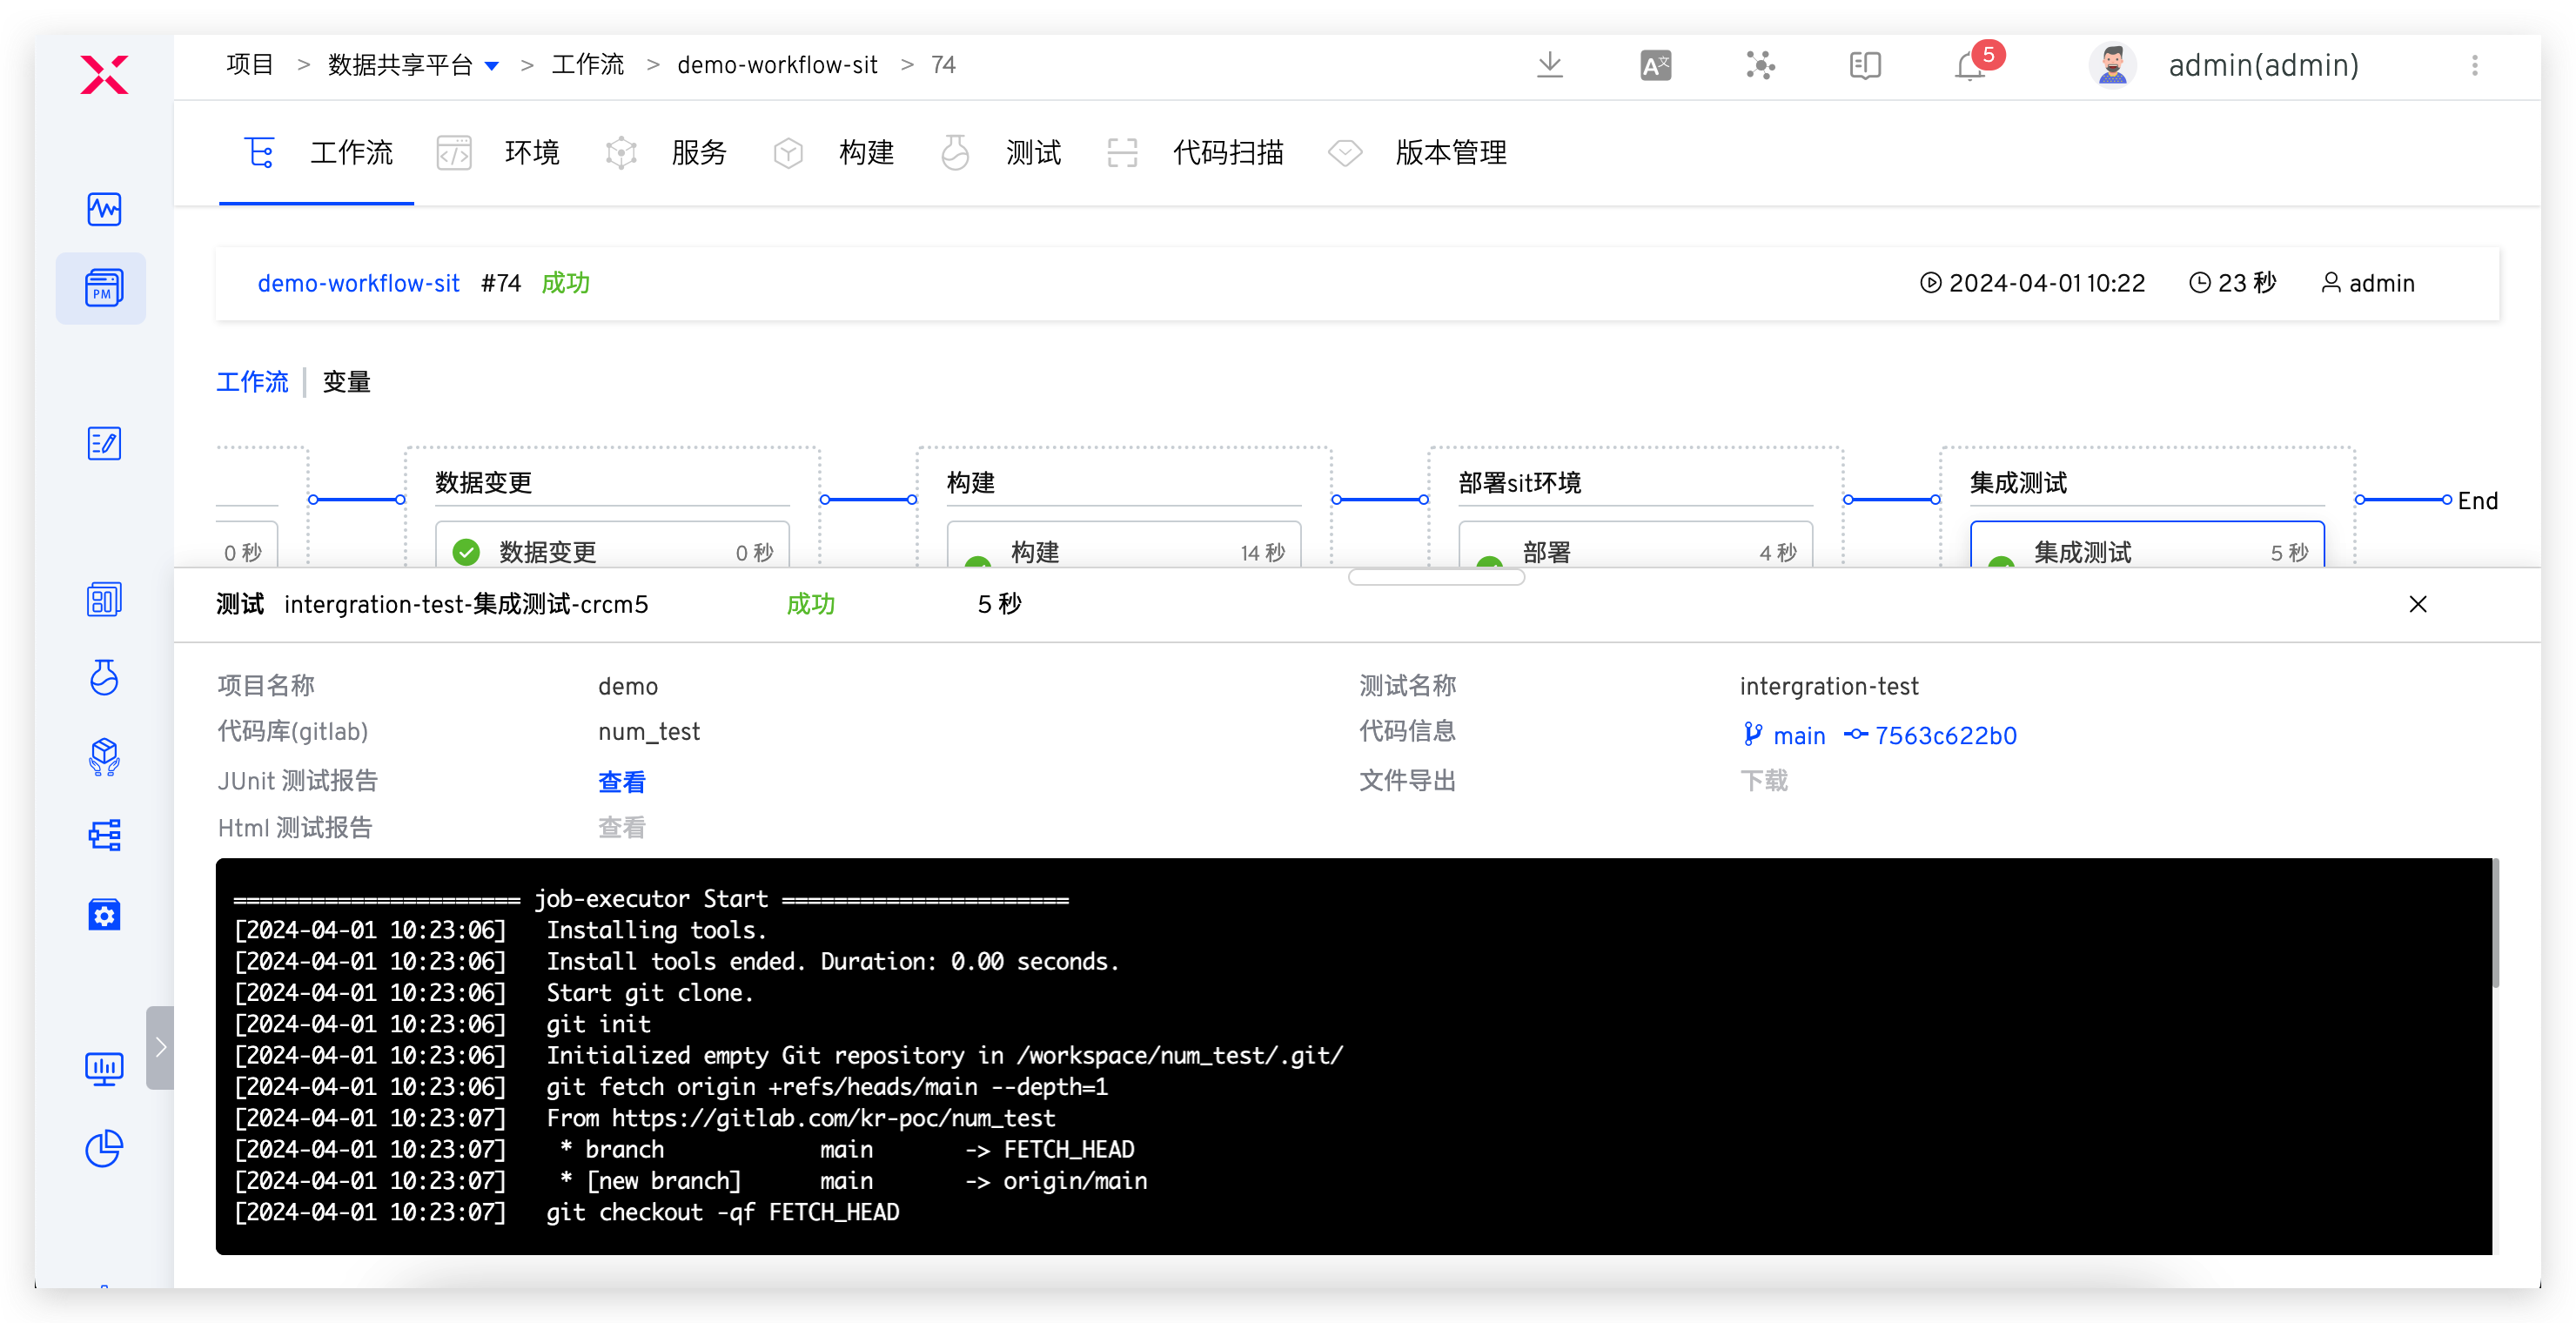 项目 > 数据共享平台 > 工作流 > demo-workflow-sit > 74
5
admin(admin)
工作流 环境 服务 构建 测试 代码扫描 版本管理
PM
demo-workflow-sit #74 成功 2024-04-01 10:22 23 秒 admin
工作流 变量
数据变更 构建 部署sit环境 集成测试
End
0 秒 数据变更 0 秒 构建 14 秒 部署 4 秒 集成测试 5 秒
测试 intergration-test-集成测试-crcm5 成功 5 秒
项目名称 demo 测试名称 intergration-test
代码库(gitlab) num_test 代码信息 main 7563c622b0
JUnit 测试报告 查看 文件导出 下载
Html 测试报告 查看
====================== job-executor Start ======================
[2024-04-01 10:23:06]   Installing tools.
[2024-04-01 10:23:06]   Install tools ended. Duration: 0.00 seconds.
[2024-04-01 10:23:06]   Start git clone.
[2024-04-01 10:23:06]   git init
[2024-04-01 10:23:06]   Initialized empty Git repository in /workspace/num_test/.git/
[2024-04-01 10:23:06]   git fetch origin +refs/heads/main --depth=1
[2024-04-01 10:23:07]   From https://gitlab.com/kr-poc/num_test
[2024-04-01 10:23:07]    * branch            main       -> FETCH_HEAD
[2024-04-01 10:23:07]    * [new branch]      main       -> origin/main
[2024-04-01 10:23:07]   git checkout -qf FETCH_HEAD